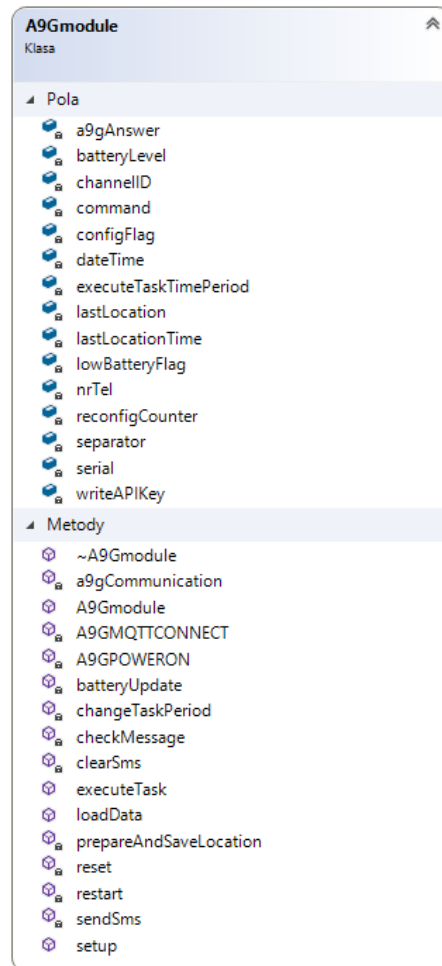 A9Gmodule
Klasa
Pola
a9gAnswer
batteryLevel
channelID
command
configFlag
dateTime
executeTaskTimePeriod
lastLocation
lastLocationTime
lowBatteryFlag
nrTel
reconfigCounter
separator
serial
writeAPIKey
Metody
~A9Gmodule
a9gCommunication
A9Gmodule
A9GMQTTCONNECT
A9GPOWERON
batteryUpdate
changeTaskPeriod
checkMessage
clearSms
executeTask
loadData
prepareAndSaveLocation
reset
restart
sendSms
setup